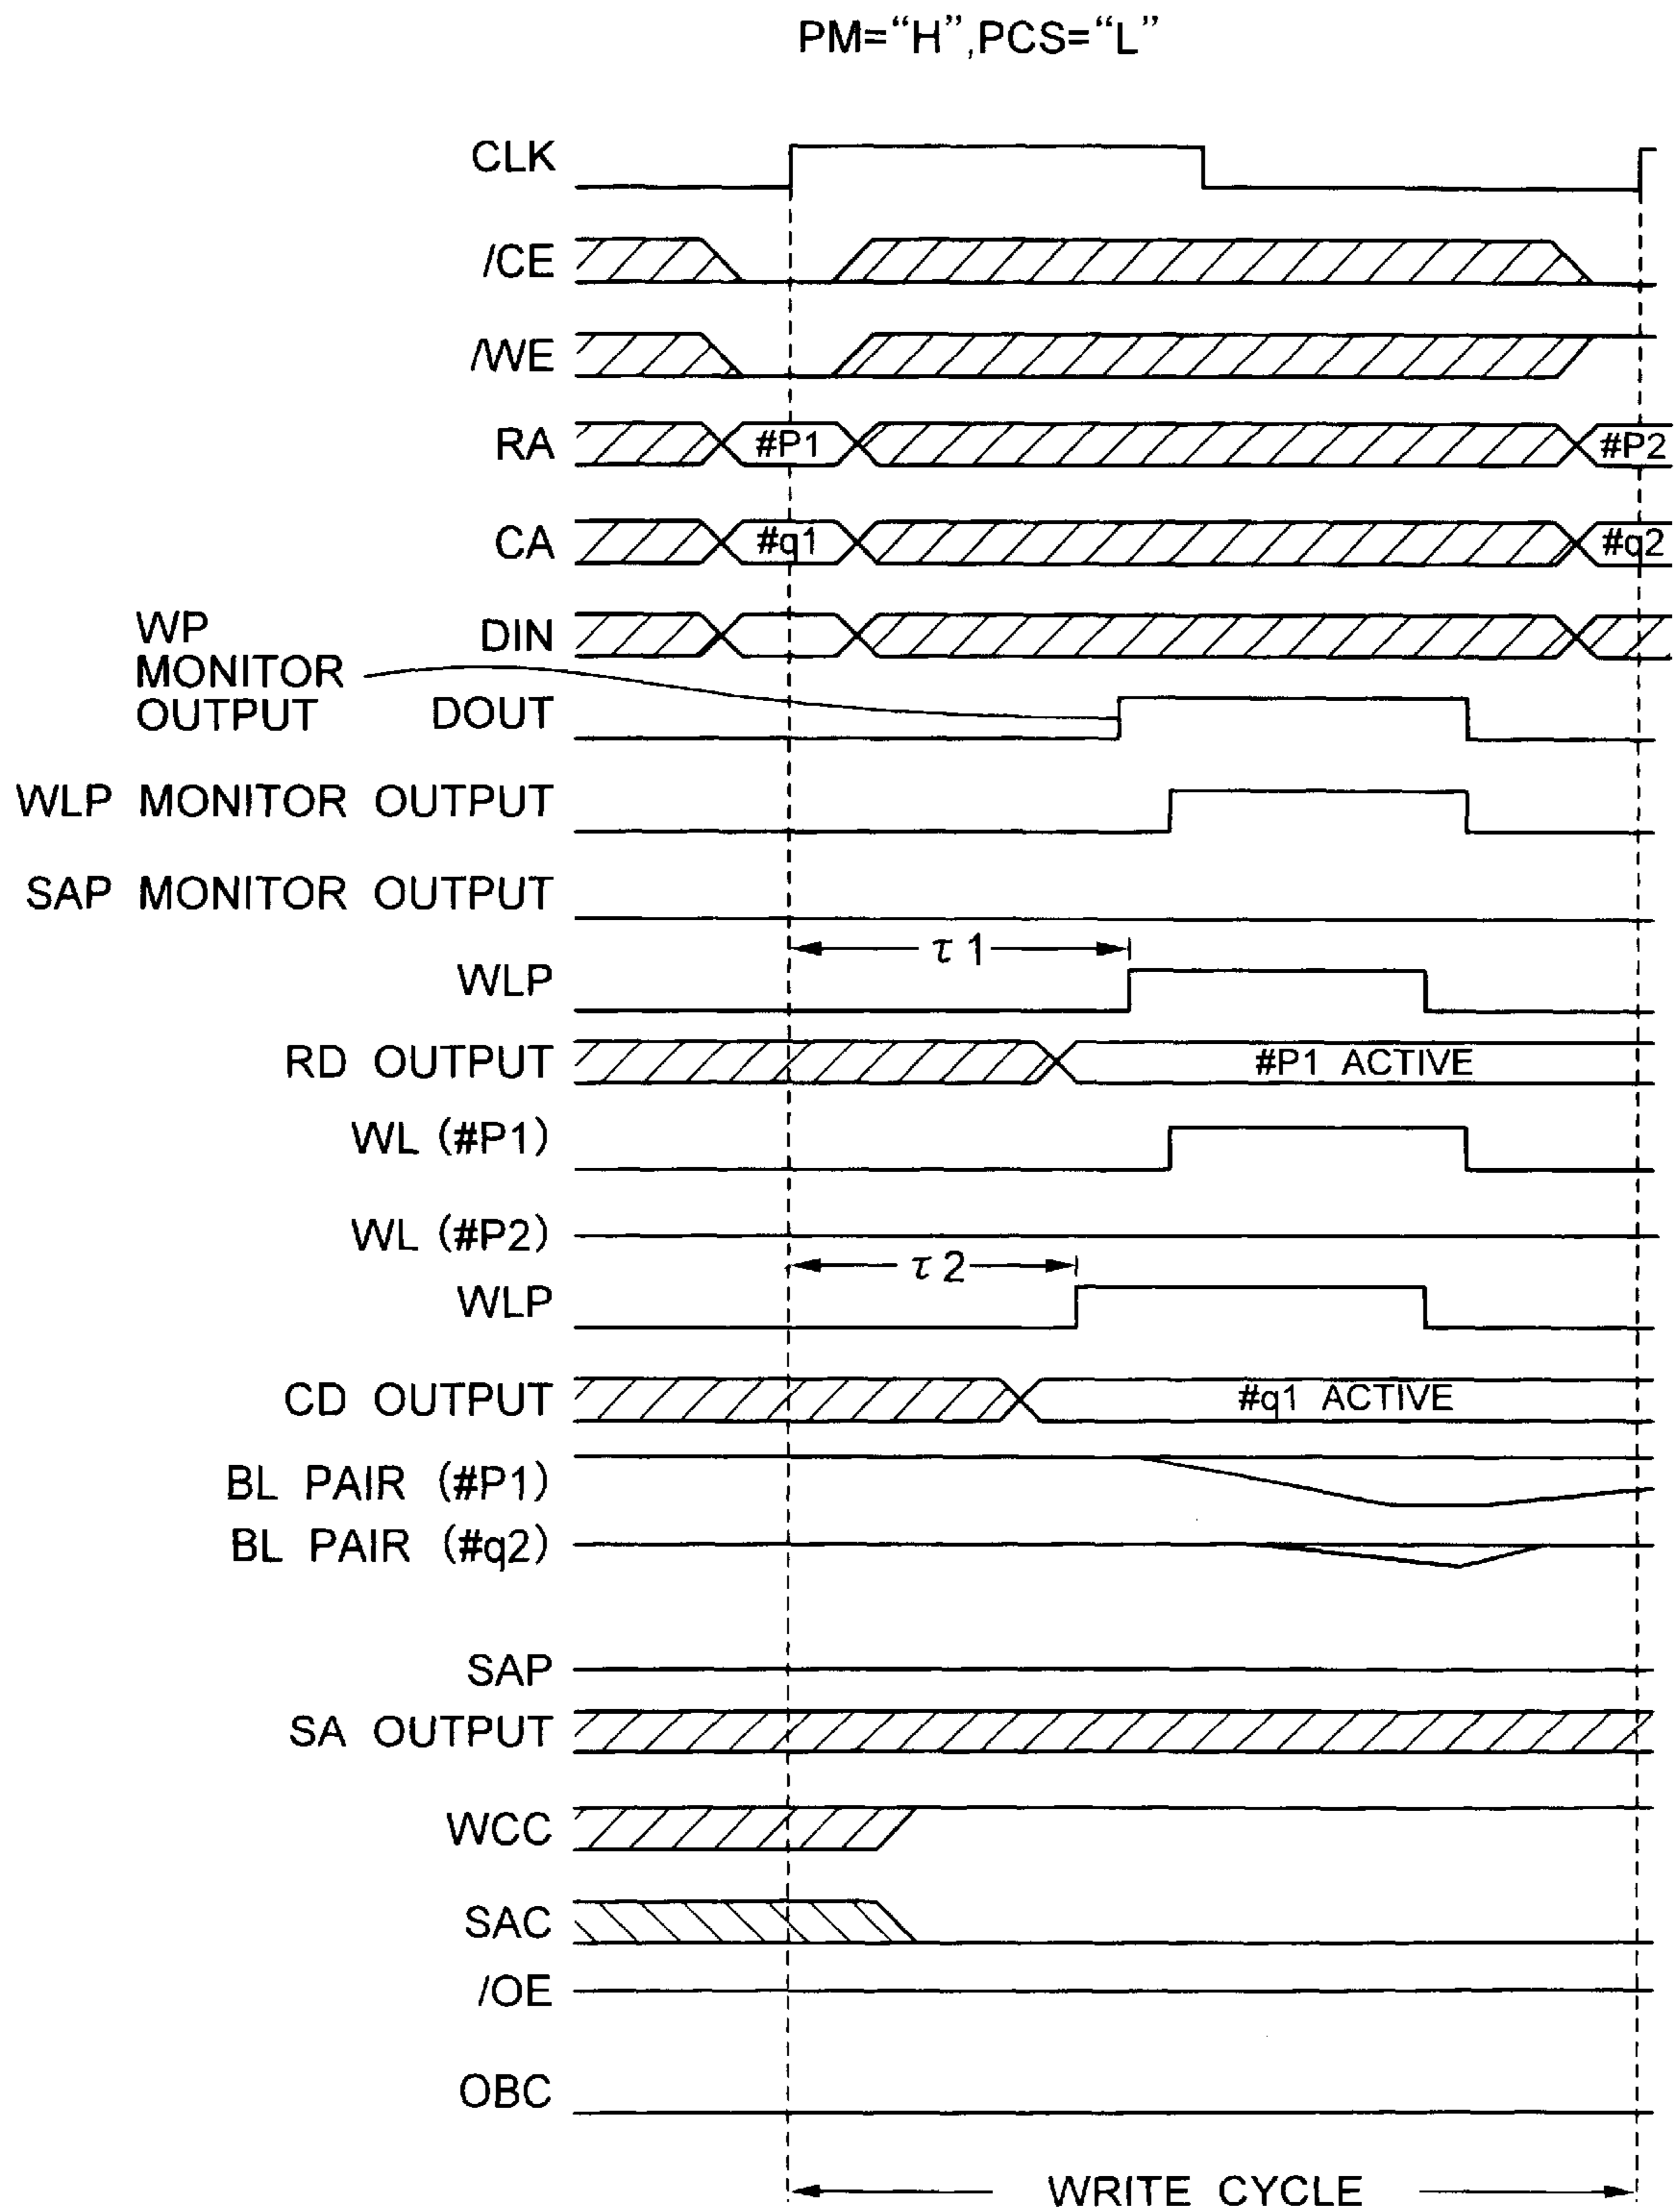 PM=“H”,PCS=“L”
CLK
/CE
/WE
RA #P1 #P2
CA #q1 #q2
WP
MONITOR
OUTPUT
DIN
DOUT
WLP MONITOR OUTPUT
SAP MONITOR OUTPUT
τ1
WLP
RD OUTPUT #P1 ACTIVE
WL (#P1)
WL (#P2)
τ2
WLP
CD OUTPUT #q1 ACTIVE
BL PAIR (#P1)
BL PAIR (#q2)
SAP
SA OUTPUT
WCC
SAC
/OE
OBC
WRITE CYCLE